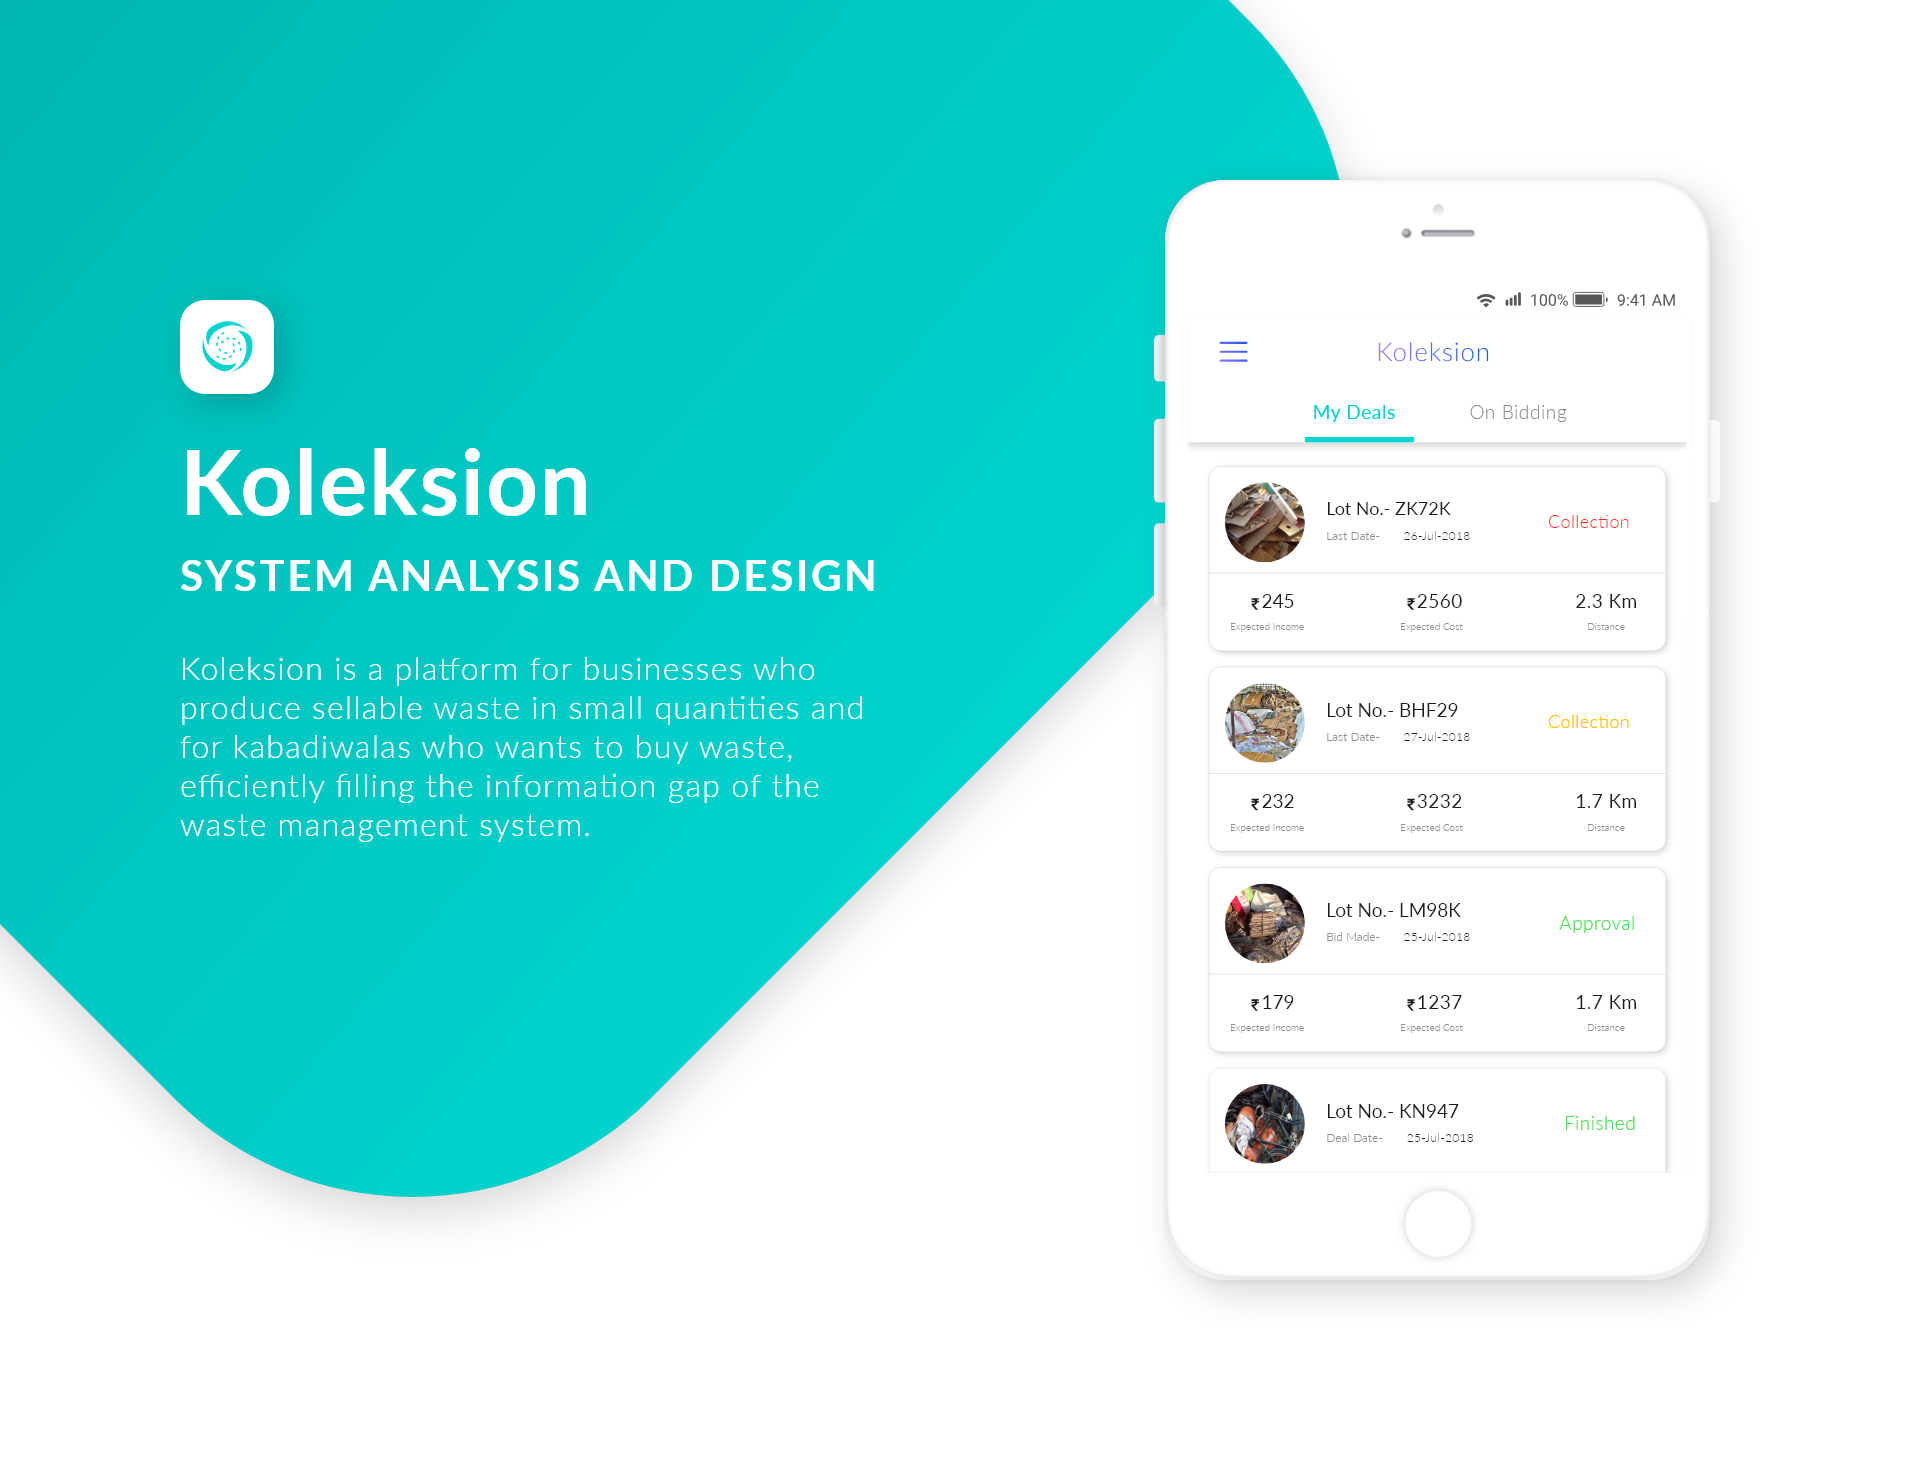 Koleksion
SYSTEM ANALYSIS AND DESIGN
Koleksion is a platform for businesses who
produce sellable waste in small quantities and
for kabadiwalas who wants to buy waste,
efficiently filling the information gap of the
waste management system.
100% 9:41 AM
Koleksion
My Deals On Bidding
Lot No.- ZK72K
Collection
Last Date- 26-Jul-2018
₹245 ₹2560 2.3 Km
Expected Income Expected Cost Distance
Lot No.- BHF29
Collection
Last Date- 27-Jul-2018
₹232 ₹3232 1.7 Km
Expected Income Expected Cost Distance
Lot No.- LM98K
Approval
Bid Made- 25-Jul-2018
₹179 ₹1237 1.7 Km
Expected Income Expected Cost Distance
Lot No.- KN947
Finished
Deal Date- 25-Jul-2018